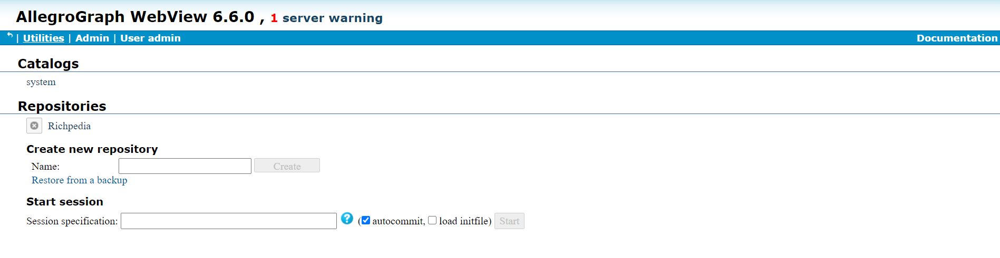 AllegroGraph WebView 6.6.0 , 1 server warning
| Utilities | Admin | User admin Documentation
Catalogs
system
Repositories
Richpedia
Create new repository
Name: Create
Restore from a backup
Start session
Session specification: ? (autocommit, load initfile) Start